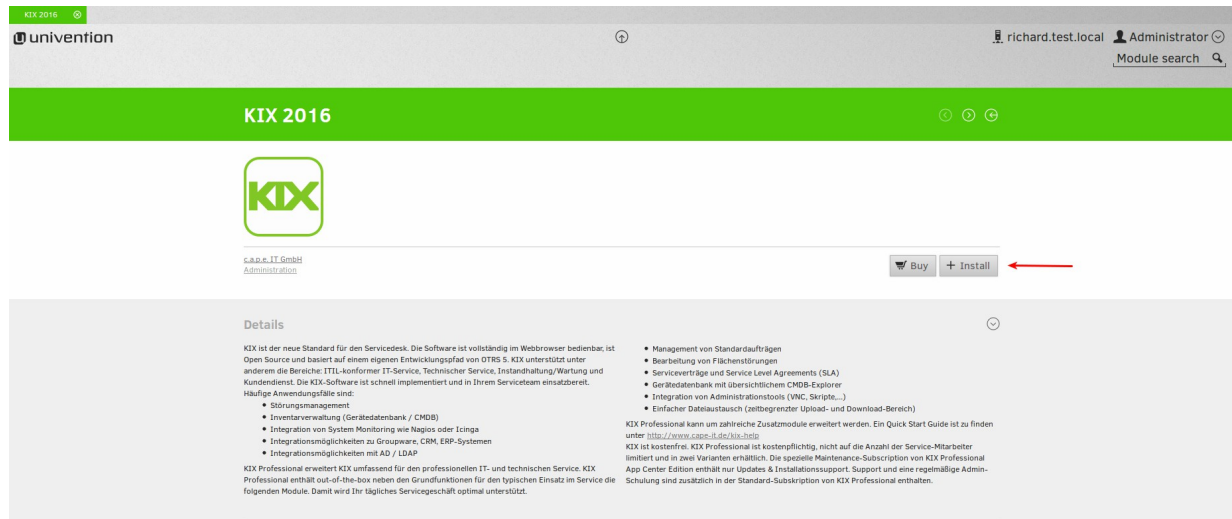 KIX 2016
univention
richard.test.local
Administrator
Module search
KIX 2016
KIX
c.a.p.e. IT GmbH
Administration
Buy
+ Install
Details
KIX ist der neue Standard für den Servicedesk. Die Software ist vollständig im Webbrowser bedienbar, ist
Open Source und basiert auf einem eigenen Entwicklungspfad von OTRS 5. KIX unterstützt unter
anderem die Bereiche: ITIL-konformer IT-Service, Technischer Service, Instandhaltung/Wartung und
Kundendienst. Die KIX-Software ist schnell implementiert und in Ihrem Serviceteam einsatzbereit.
Häufige Anwendungsfälle sind:
• Störungsmanagement
• Inventarverwaltung (Gerätedatenbank / CMDB)
• Integration von System Monitoring wie Nagios oder Icinga
• Integrationsmöglichkeiten zu Groupware, CRM, ERP-Systemen
• Integrationsmöglichkeiten mit AD / LDAP
KIX Professional erweitert KIX umfassend für den professionellen IT- und technischen Service. KIX
Professional enthält out-of-the-box neben den Grundfunktionen für den typischen Einsatz im Service die
folgenden Module. Damit wird Ihr tägliches Servicegeschäft optimal unterstützt.
• Management von Standardaufträgen
• Bearbeitung von Flächenstörungen
• Serviceverträge und Service Level Agreements (SLA)
• Gerätedatenbank mit übersichtlichem CMDB-Explorer
• Integration von Administrationstools (VNC, Skripte,...)
• Einfacher Dateiaustausch (zeitbegrenzter Upload- und Download-Bereich)
KIX Professional kann um zahlreiche Zusatzmodule erweitert werden. Ein Quick Start Guide ist zu finden
unter http://www.cape-it.de/kix-help
KIX ist kostenfrei. KIX Professional ist kostenpflichtig, nicht auf die Anzahl der Service-Mitarbeiter
limitiert und in zwei Varianten erhältlich. Die spezielle Maintenance-Subscription von KIX Professional
App Center Edition enthält nur Updates & Installationssupport. Support und eine regelmäßige Admin-
Schulung sind zusätzlich in der Standard-Subskription von KIX Professional enthalten.